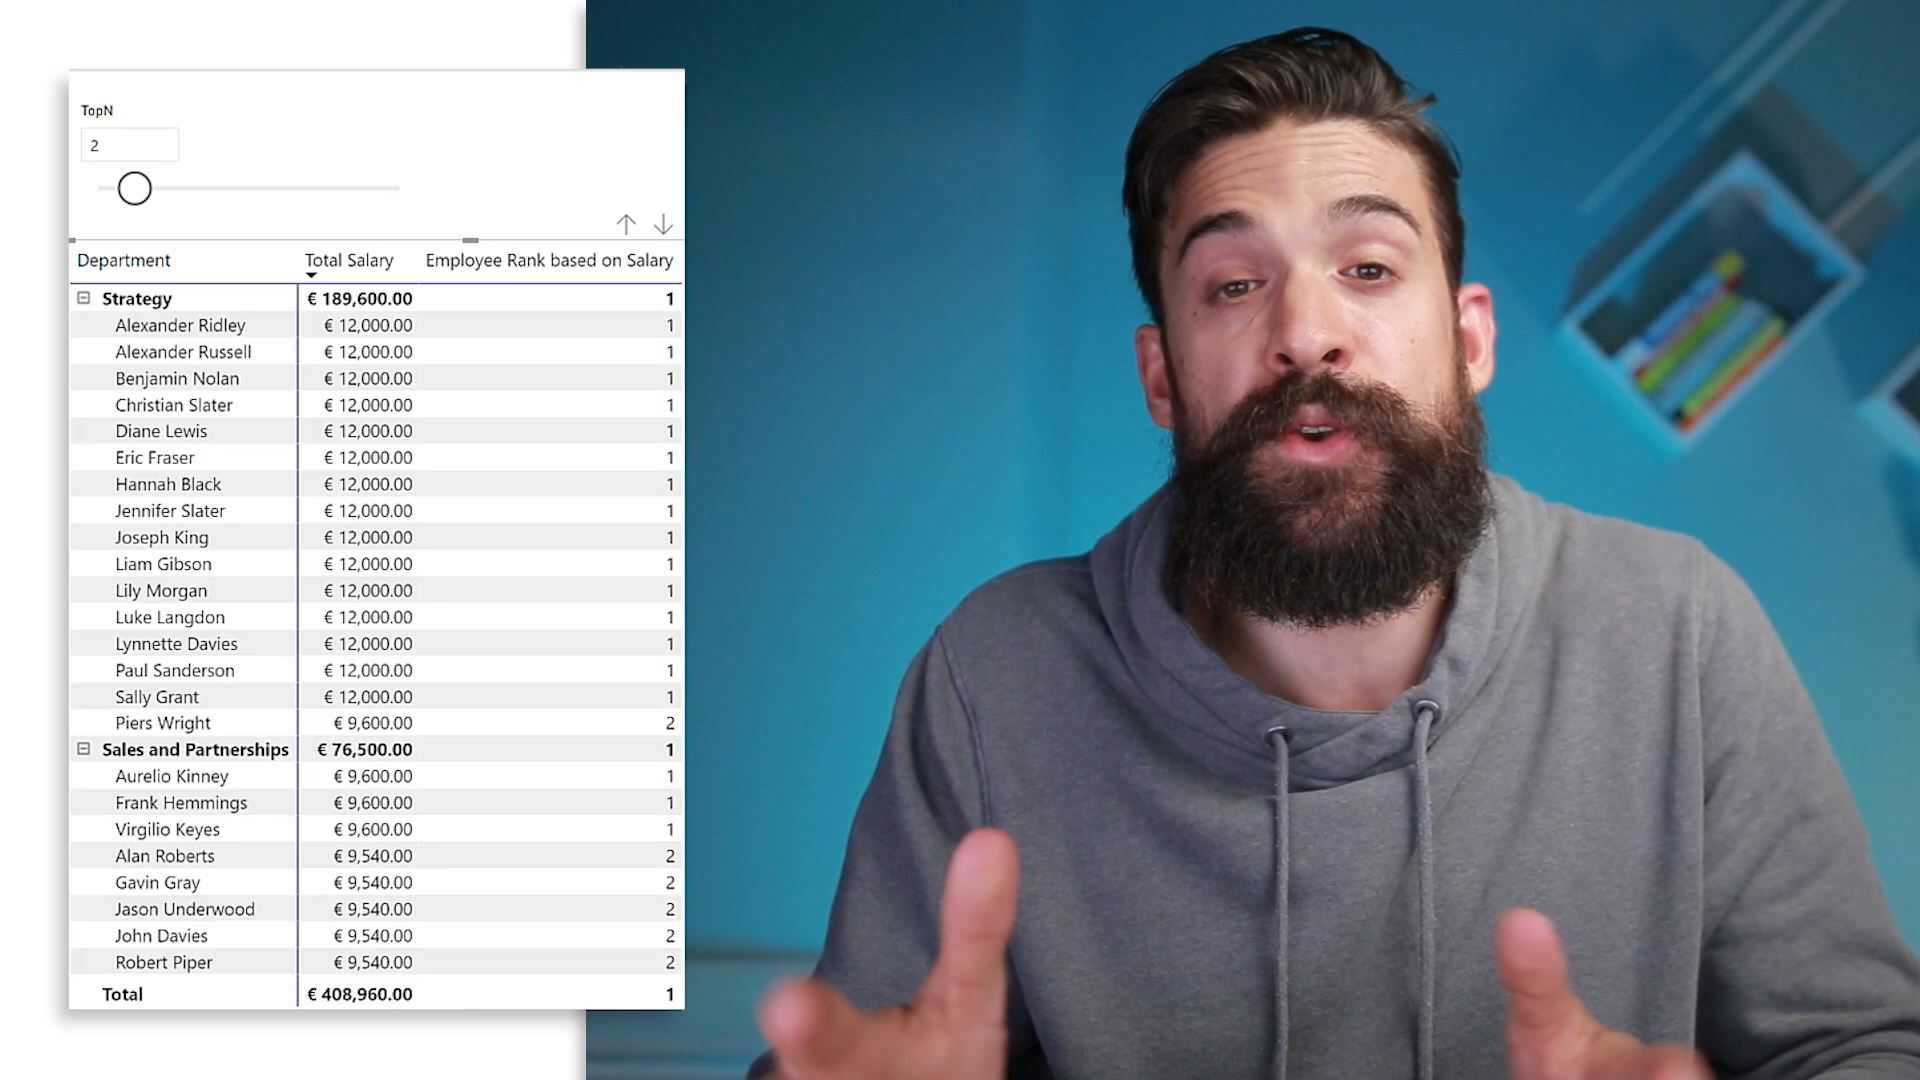 TopN
2
Department Total Salary Employee Rank based on Salary
Strategy € 189,600.00 1
Alexander Ridley € 12,000.00 1
Alexander Russell € 12,000.00 1
Benjamin Nolan € 12,000.00 1
Christian Slater € 12,000.00 1
Diane Lewis € 12,000.00 1
Eric Fraser € 12,000.00 1
Hannah Black € 12,000.00 1
Jennifer Slater € 12,000.00 1
Joseph King € 12,000.00 1
Liam Gibson € 12,000.00 1
Lily Morgan € 12,000.00 1
Luke Langdon € 12,000.00 1
Lynnette Davies € 12,000.00 1
Paul Sanderson € 12,000.00 1
Sally Grant € 12,000.00 1
Piers Wright € 9,600.00 2
Sales and Partnerships € 76,500.00 1
Aurelio Kinney € 9,600.00 1
Frank Hemmings € 9,600.00 1
Virgilio Keyes € 9,600.00 1
Alan Roberts € 9,540.00 2
Gavin Gray € 9,540.00 2
Jason Underwood € 9,540.00 2
John Davies € 9,540.00 2
Robert Piper € 9,540.00 2
Total € 408,960.00 1